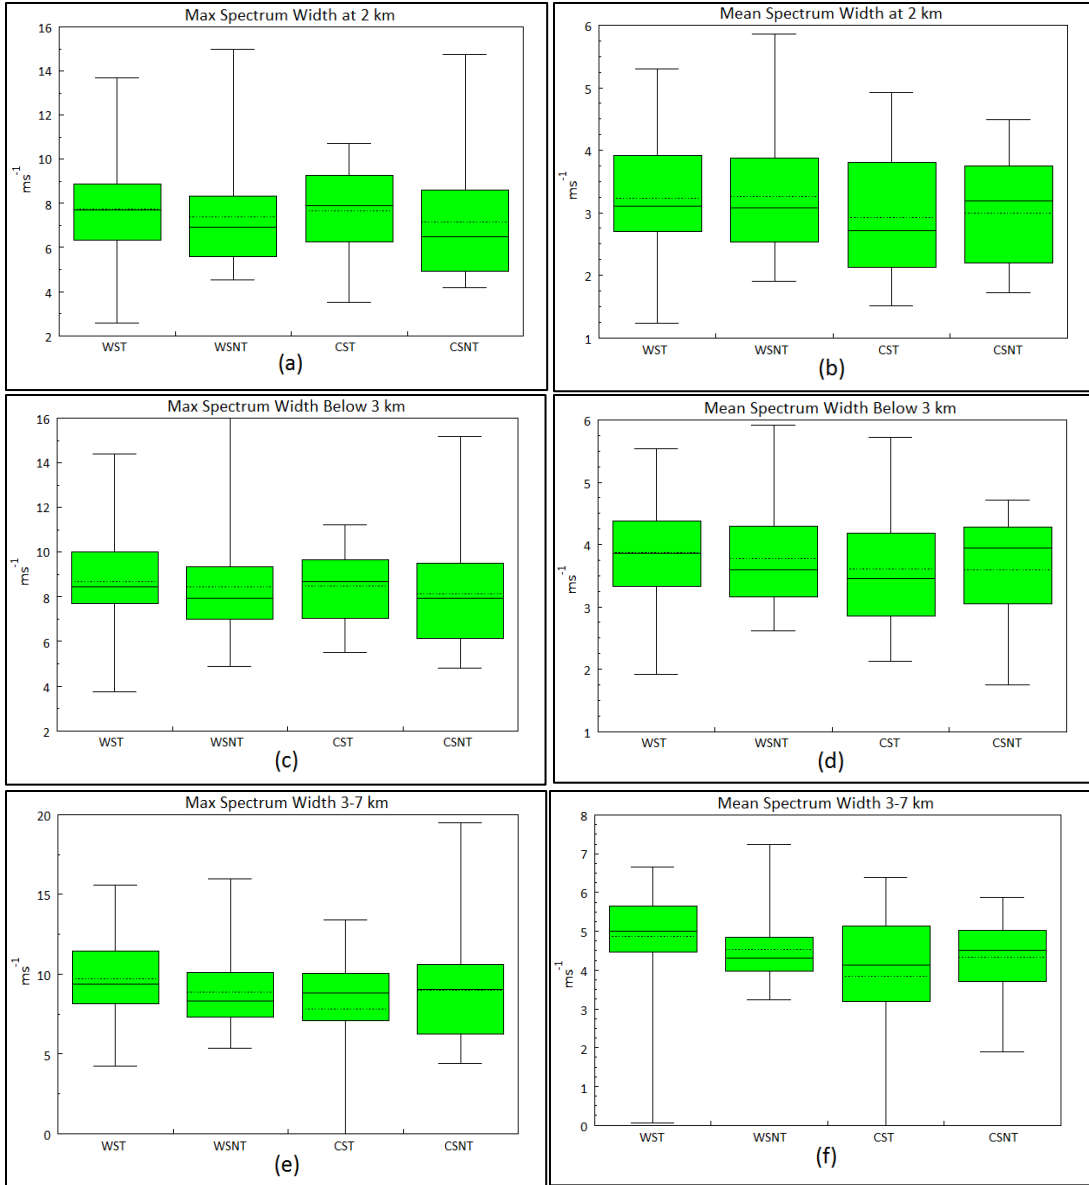 Max Spectrum Width at 2 km
16
14
12
10
8
6
4
2
ms-1
WST WSNT CST CSNT
(a)
Mean Spectrum Width at 2 km
6
5
4
3
2
1
ms-1
WST WSNT CST CSNT
(b)
Max Spectrum Width Below 3 km
16
14
12
10
8
6
4
2
ms-1
WST WSNT CST CSNT
(c)
Mean Spectrum Width Below 3 km
6
5
4
3
2
1
ms-1
WST WSNT CST CSNT
(d)
Max Spectrum Width 3-7 km
20
15
10
5
0
ms-1
WST WSNT CST CSNT
(e)
Mean Spectrum Width 3-7 km
8
7
6
5
4
3
2
1
0
ms-1
WST WSNT CST CSNT
(f)